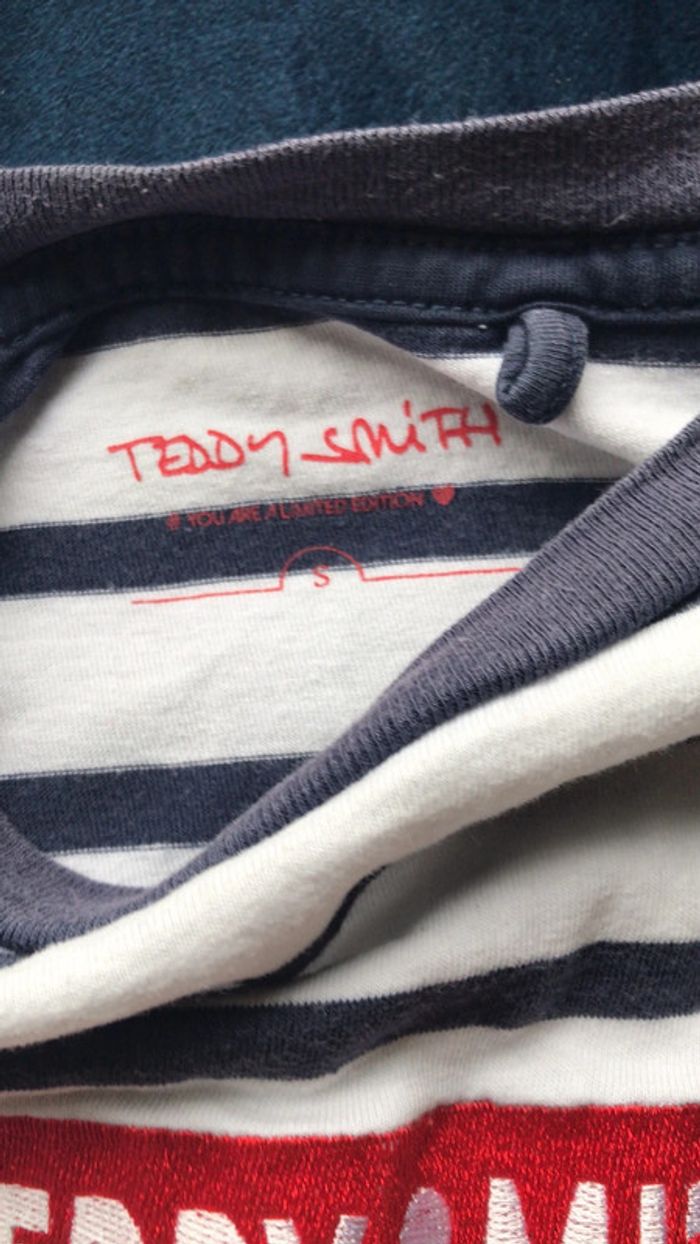 TEDDY SMiTH
# YOU ARE A LIMITED EDITION ♥
S